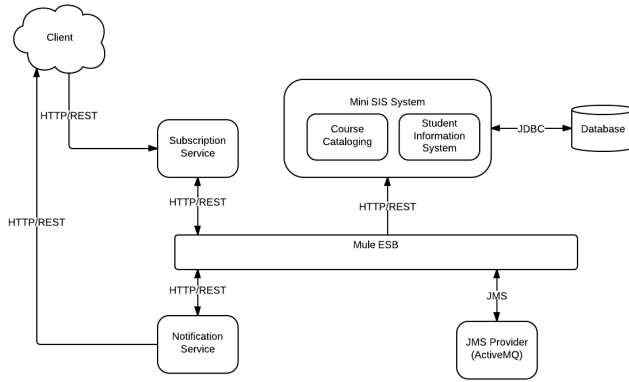 Client
HTTP/REST
Subscription
Service
HTTP/REST
HTTP/REST
Mini SIS System
Course
Cataloging
Student
Information
System
JDBC
Database
HTTP/REST
Mule ESB
HTTP/REST
JMS
Notification
Service
JMS Provider
(ActiveMQ)